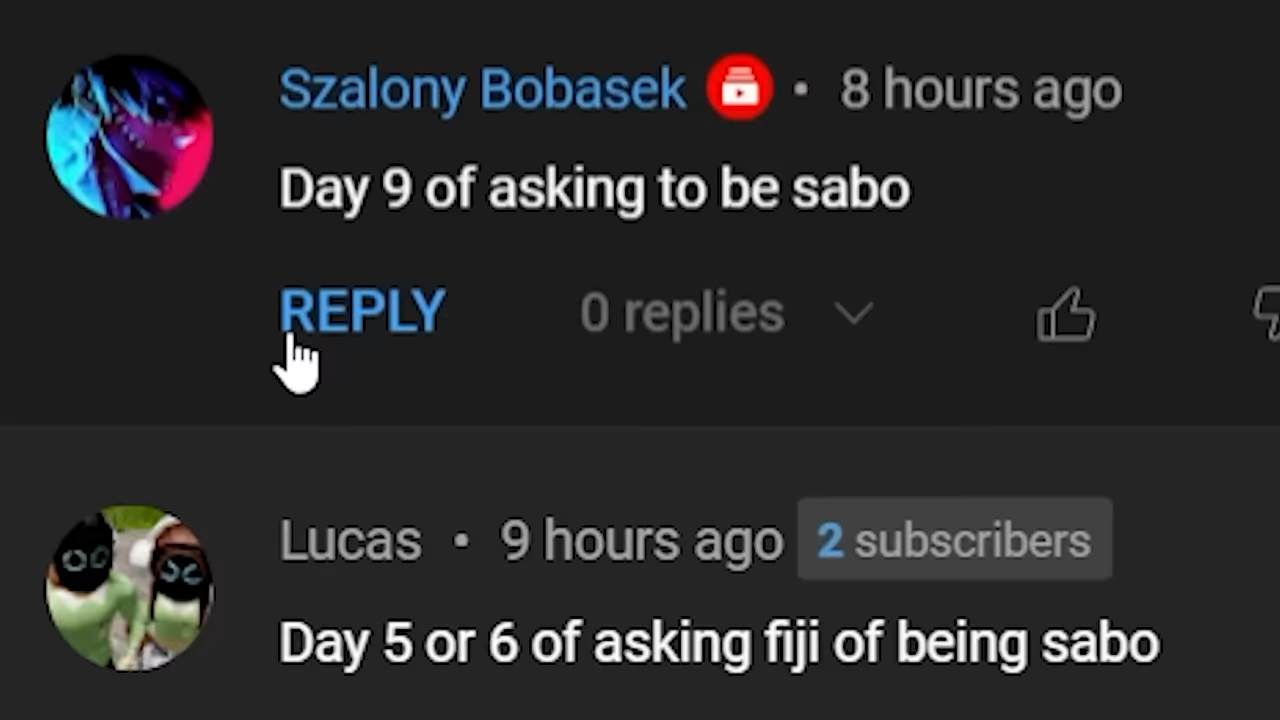 Szalony Bobasek • 8 hours ago
Day 9 of asking to be sabo
REPLY 0 replies
Lucas • 9 hours ago 2 subscribers
Day 5 or 6 of asking fiji of being sabo